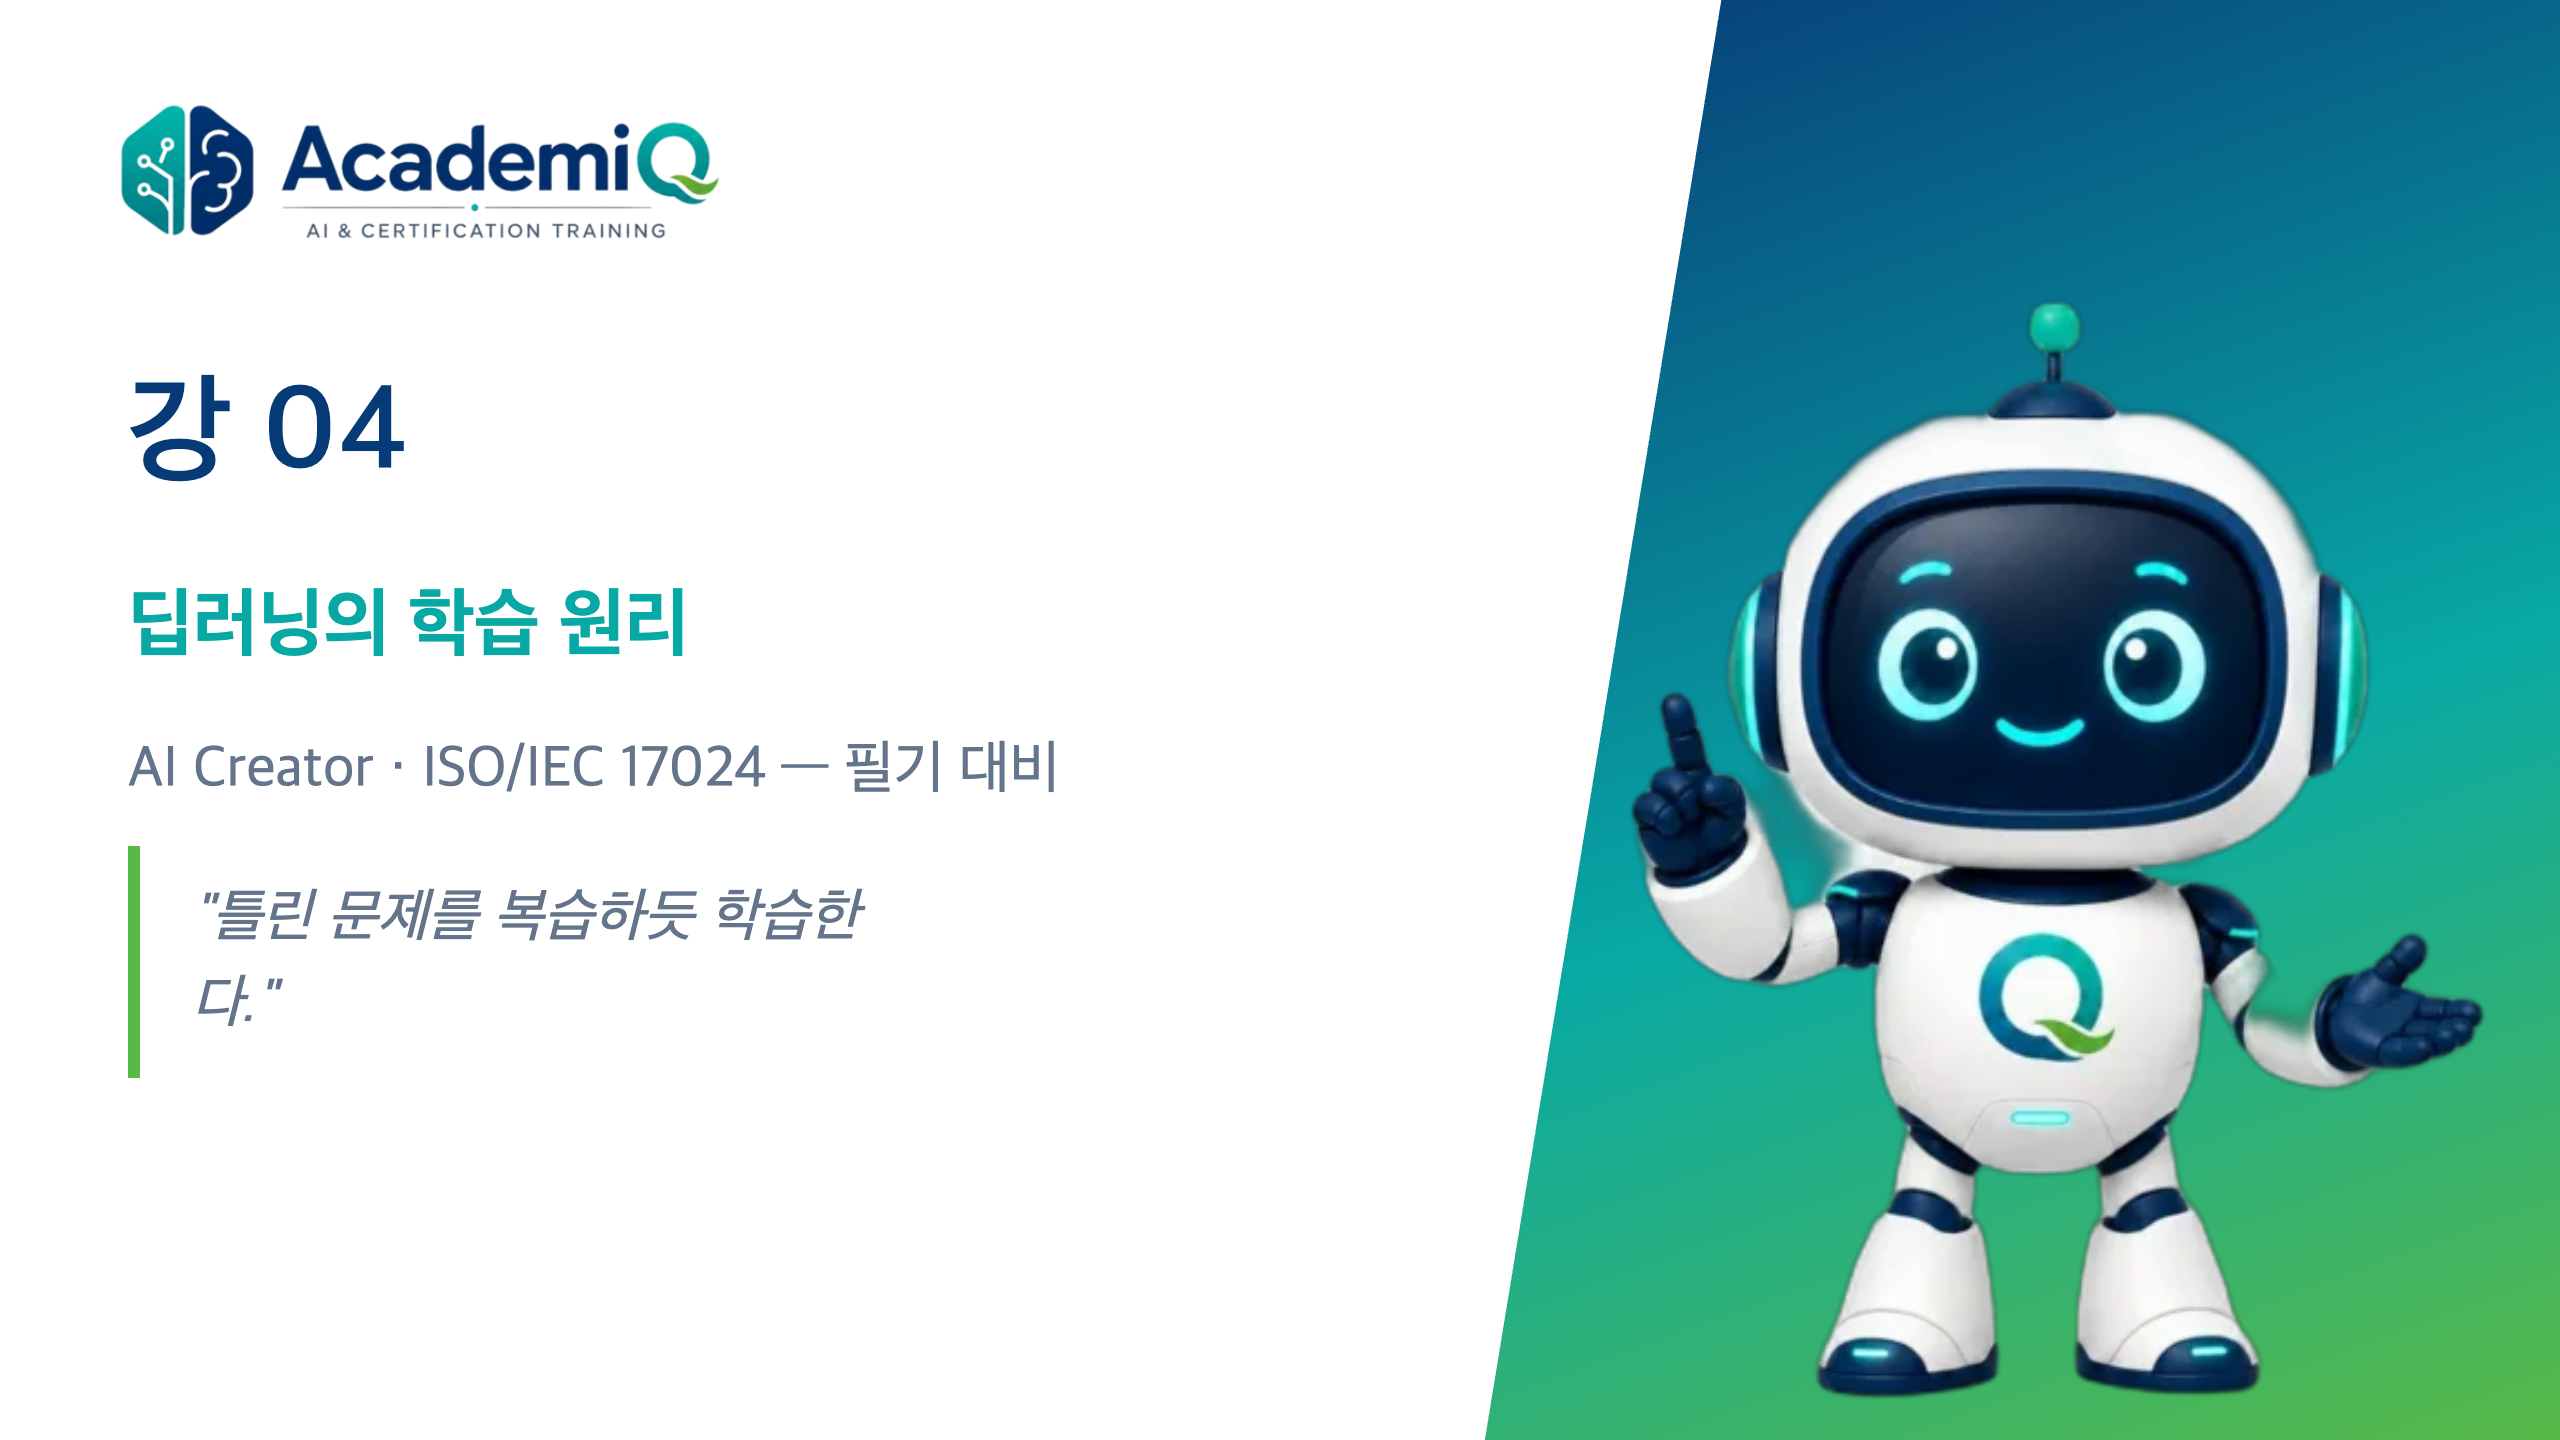 AcademiQ
AI & CERTIFICATION TRAINING
강 04
딥러닝의 학습 원리
AI Creator · ISO/IEC 17024 — 필기 대비
"틀린 문제를 복습하듯 학습한
다."
Q